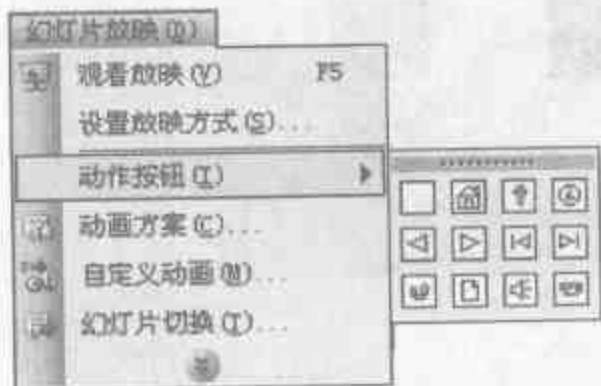 幻灯片放映(D)
观看放映(V) F5
设置放映方式(S)...
动作按钮(I)
动画方案(C)...
自定义动画(M)...
幻灯片切换(T)...